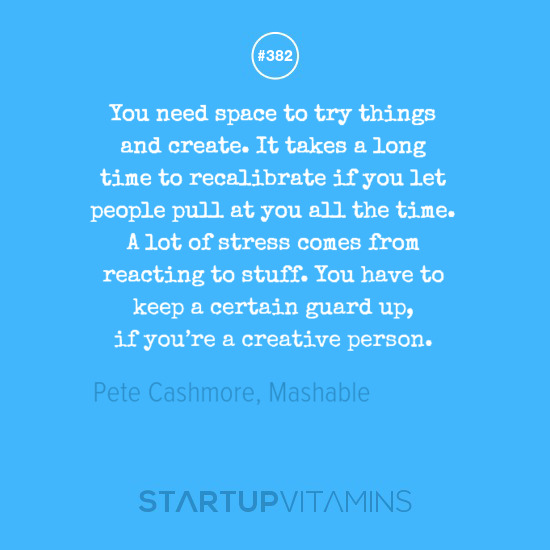 #382
You need space to try things
and create. It takes a long
time to recalibrate if you let
people pull at you all the time.
A lot of stress comes from
reacting to stuff. You have to
keep a certain guard up,
if you’re a creative person.
Pete Cashmore, Mashable
STARTUPVITAMINS